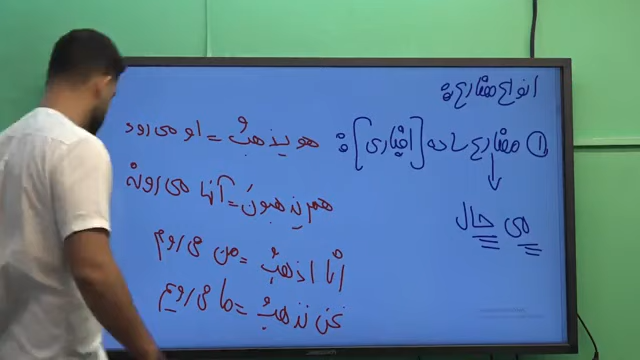 انواع مضارع:
① مضارع ساده [اخباری]:
می حال
هو یذهبُ = او می رود
هم یذهبونَ = آنها می روند
انا اذهبُ = من می روم
نحن نذهبُ = ما می رویم